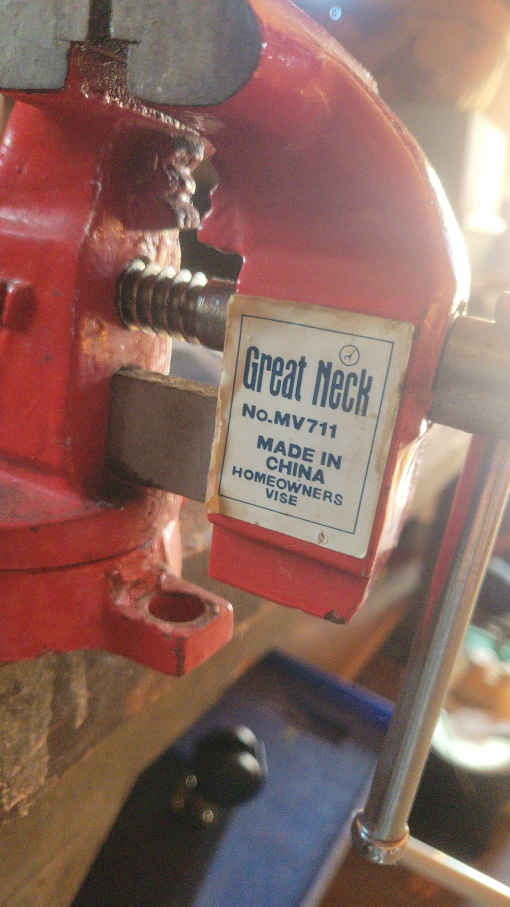 Great Neck
No.MV711
MADE IN
CHINA
HOMEOWNERS
VISE